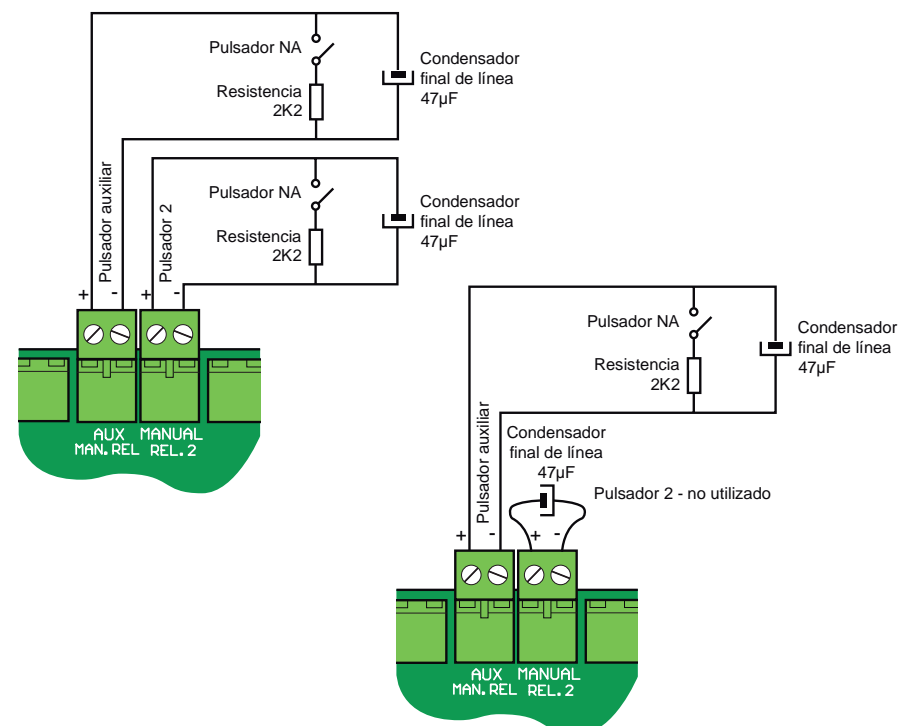 Pulsador NA
Resistencia
2K2
Condensador
final de línea
47µF
Pulsador auxiliar
+ -
Pulsador NA
Resistencia
2K2
Condensador
final de línea
47µF
Pulsador 2
+ -
AUX
MAN.REL
MANUAL
REL.2
Pulsador NA
Resistencia
2K2
Condensador
final de línea
47µF
Pulsador auxiliar
+ -
Condensador
final de línea
47µF
Pulsador 2 - no utilizado
+ -
AUX
MAN.REL
MANUAL
REL.2